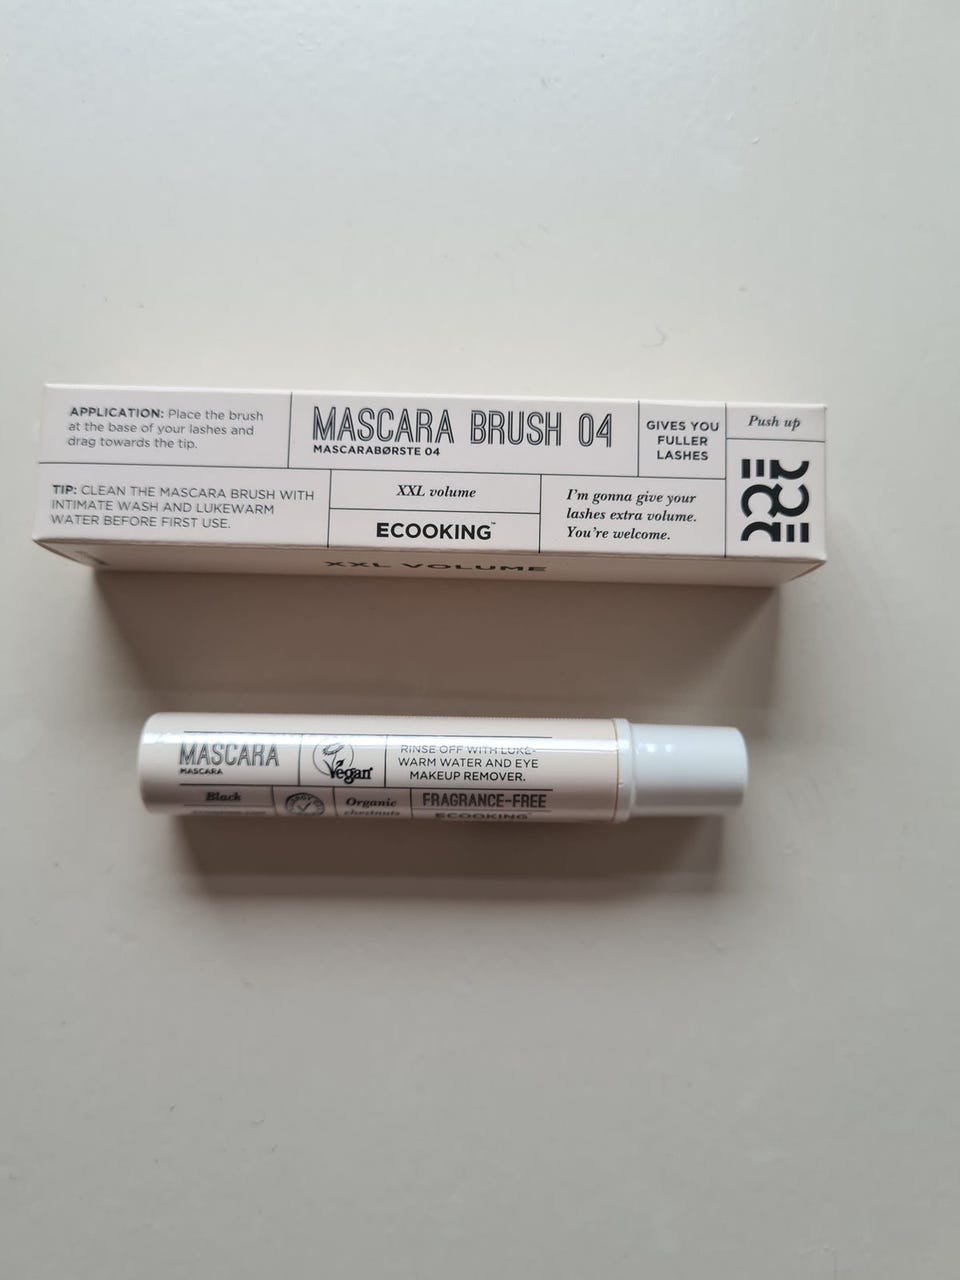 APPLICATION: Place the brush
at the base of your lashes and
drag towards the tip.
MASCARA BRUSH 04
MASCARABØRSTE 04
GIVES YOU
FULLER
LASHES
Push up
TIP: CLEAN THE MASCARA BRUSH WITH
INTIMATE WASH AND LUKEWARM
WATER BEFORE FIRST USE.
XXL volume
ECOOKING™
I'm gonna give your
lashes extra volume.
You're welcome.
XXL VOLUME
MASCARA
MASCARA
Vegan
RINSE OFF WITH LUKE-
WARM WATER AND EYE
MAKEUP REMOVER.
Black
Organic
chestnuts
FRAGRANCE-FREE
ECOOKING